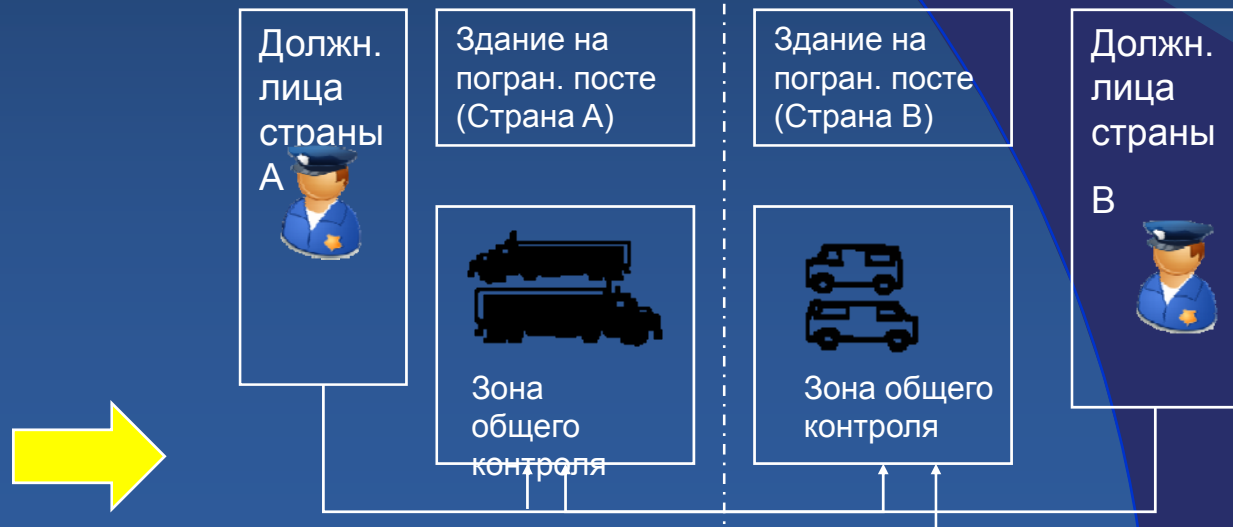 Должн.
лица
страны
А
Здание на
погран. посте
(Страна А)
Здание на
погран. посте
(Страна В)
Должн.
лица
страны
В
Зона
общего
контроля
Зона общего
контроля